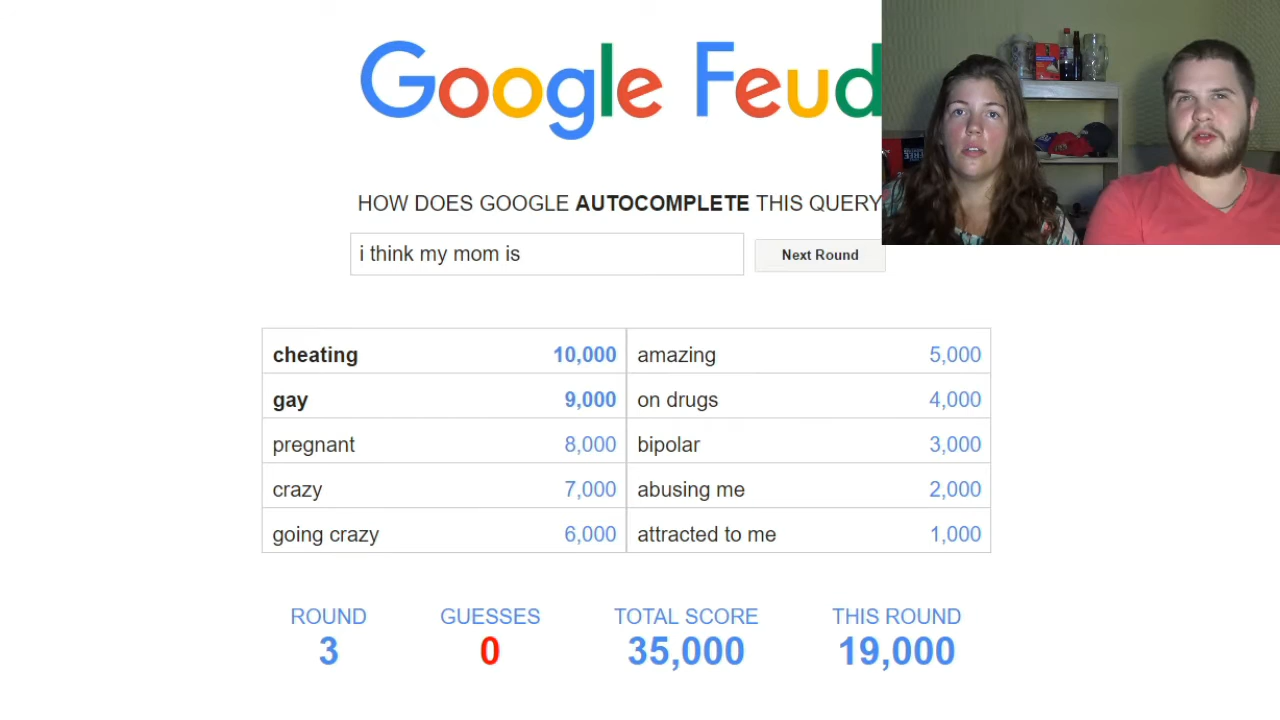 Google Feud
HOW DOES GOOGLE AUTOCOMPLETE THIS QUERY
i think my mom is
Next Round
cheating 10,000 amazing 5,000
gay 9,000 on drugs 4,000
pregnant 8,000 bipolar 3,000
crazy 7,000 abusing me 2,000
going crazy 6,000 attracted to me 1,000
ROUND GUESSES TOTAL SCORE THIS ROUND
3 0 35,000 19,000